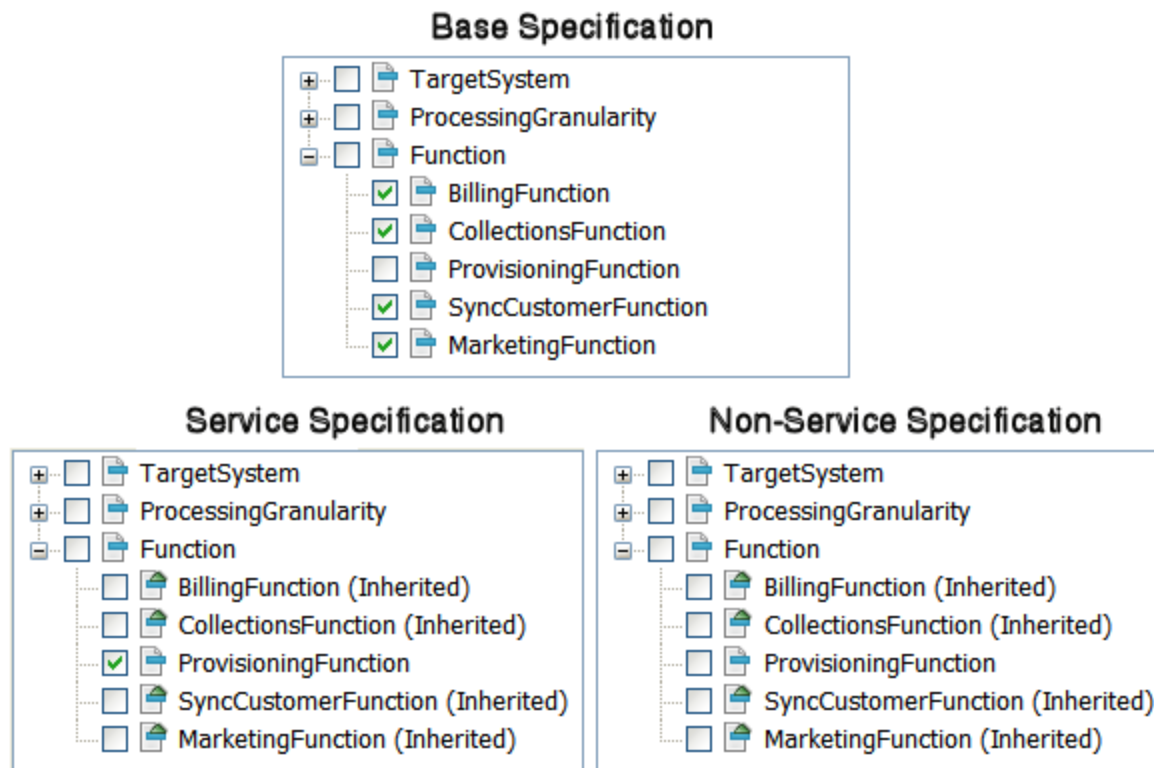 Base Specification
TargetSystem
ProcessingGranularity
Function
BillingFunction
CollectionsFunction
ProvisioningFunction
SyncCustomerFunction
MarketingFunction
Service Specification
TargetSystem
ProcessingGranularity
Function
BillingFunction (Inherited)
CollectionsFunction (Inherited)
ProvisioningFunction
SyncCustomerFunction (Inherited)
MarketingFunction (Inherited)
Non-Service Specification
TargetSystem
ProcessingGranularity
Function
BillingFunction (Inherited)
CollectionsFunction (Inherited)
ProvisioningFunction
SyncCustomerFunction (Inherited)
MarketingFunction (Inherited)